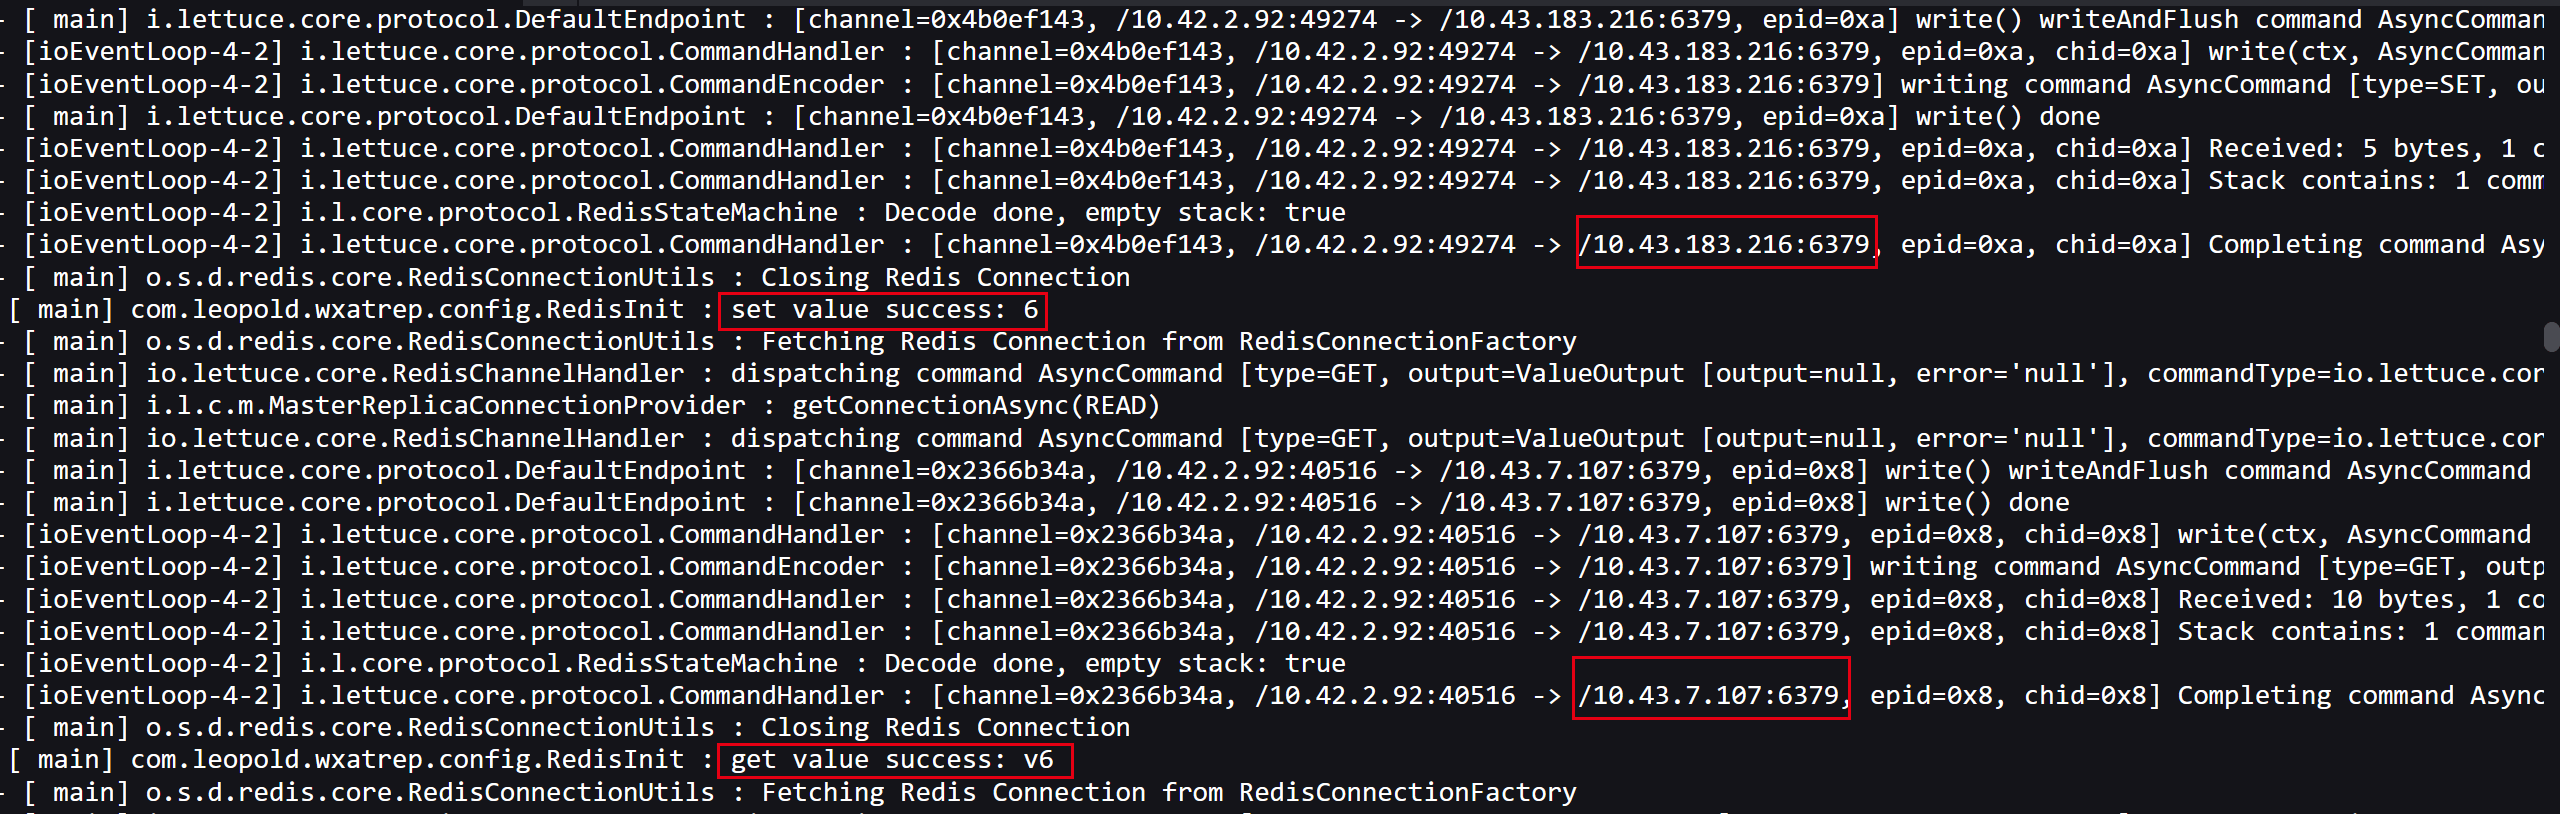 - [ main] i.lettuce.core.protocol.DefaultEndpoint : [channel=0x4b0ef143, /10.42.2.92:49274 -> /10.43.183.216:6379, epid=0xa] write() writeAndFlush command AsyncComman
- [ioEventLoop-4-2] i.lettuce.core.protocol.CommandHandler : [channel=0x4b0ef143, /10.42.2.92:49274 -> /10.43.183.216:6379, epid=0xa, chid=0xa] write(ctx, AsyncComman
- [ioEventLoop-4-2] i.lettuce.core.protocol.CommandEncoder : [channel=0x4b0ef143, /10.42.2.92:49274 -> /10.43.183.216:6379] writing command AsyncCommand [type=SET, ou
- [ main] i.lettuce.core.protocol.DefaultEndpoint : [channel=0x4b0ef143, /10.42.2.92:49274 -> /10.43.183.216:6379, epid=0xa] write() done
- [ioEventLoop-4-2] i.lettuce.core.protocol.CommandHandler : [channel=0x4b0ef143, /10.42.2.92:49274 -> /10.43.183.216:6379, epid=0xa, chid=0xa] Received: 5 bytes, 1 c
- [ioEventLoop-4-2] i.lettuce.core.protocol.CommandHandler : [channel=0x4b0ef143, /10.42.2.92:49274 -> /10.43.183.216:6379, epid=0xa, chid=0xa] Stack contains: 1 comm
- [ioEventLoop-4-2] i.l.core.protocol.RedisStateMachine : Decode done, empty stack: true
- [ioEventLoop-4-2] i.lettuce.core.protocol.CommandHandler : [channel=0x4b0ef143, /10.42.2.92:49274 -> /10.43.183.216:6379, epid=0xa, chid=0xa] Completing command Asy
- [ main] o.s.d.redis.core.RedisConnectionUtils : Closing Redis Connection
[ main] com.leopold.wxatrep.config.RedisInit : set value success: 6
- [ main] o.s.d.redis.core.RedisConnectionUtils : Fetching Redis Connection from RedisConnectionFactory
- [ main] io.lettuce.core.RedisChannelHandler : dispatching command AsyncCommand [type=GET, output=ValueOutput [output=null, error='null'], commandType=io.lettuce.cor
- [ main] i.l.c.m.MasterReplicaConnectionProvider : getConnectionAsync(READ)
- [ main] io.lettuce.core.RedisChannelHandler : dispatching command AsyncCommand [type=GET, output=ValueOutput [output=null, error='null'], commandType=io.lettuce.cor
- [ main] i.lettuce.core.protocol.DefaultEndpoint : [channel=0x2366b34a, /10.42.2.92:40516 -> /10.43.7.107:6379, epid=0x8] write() writeAndFlush command AsyncCommand
- [ main] i.lettuce.core.protocol.DefaultEndpoint : [channel=0x2366b34a, /10.42.2.92:40516 -> /10.43.7.107:6379, epid=0x8] write() done
- [ioEventLoop-4-2] i.lettuce.core.protocol.CommandHandler : [channel=0x2366b34a, /10.42.2.92:40516 -> /10.43.7.107:6379, epid=0x8, chid=0x8] write(ctx, AsyncCommand
- [ioEventLoop-4-2] i.lettuce.core.protocol.CommandEncoder : [channel=0x2366b34a, /10.42.2.92:40516 -> /10.43.7.107:6379] writing command AsyncCommand [type=GET, outp
- [ioEventLoop-4-2] i.lettuce.core.protocol.CommandHandler : [channel=0x2366b34a, /10.42.2.92:40516 -> /10.43.7.107:6379, epid=0x8, chid=0x8] Received: 10 bytes, 1 co
- [ioEventLoop-4-2] i.lettuce.core.protocol.CommandHandler : [channel=0x2366b34a, /10.42.2.92:40516 -> /10.43.7.107:6379, epid=0x8, chid=0x8] Stack contains: 1 comman
- [ioEventLoop-4-2] i.l.core.protocol.RedisStateMachine : Decode done, empty stack: true
- [ioEventLoop-4-2] i.lettuce.core.protocol.CommandHandler : [channel=0x2366b34a, /10.42.2.92:40516 -> /10.43.7.107:6379, epid=0x8, chid=0x8] Completing command Async
- [ main] o.s.d.redis.core.RedisConnectionUtils : Closing Redis Connection
[ main] com.leopold.wxatrep.config.RedisInit : get value success: v6
- [ main] o.s.d.redis.core.RedisConnectionUtils : Fetching Redis Connection from RedisConnectionFactory